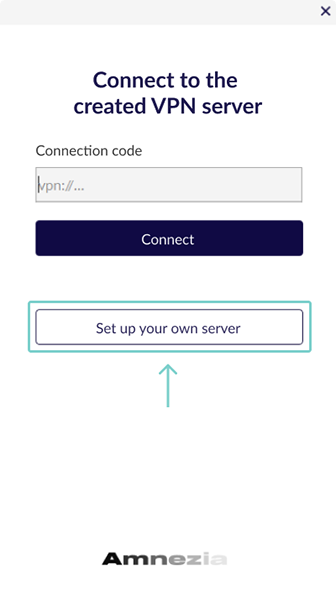 Connect to the
created VPN server
Connection code
vpn://...
Connect
Set up your own server
Amnezia